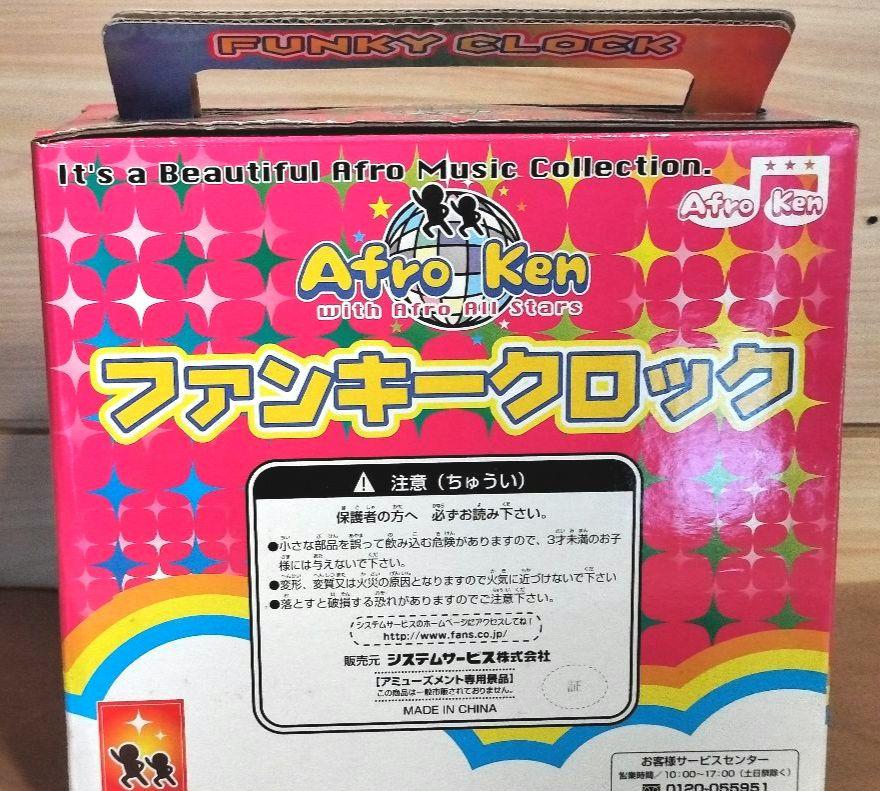 FUNKY CLOCK
It's a Beautiful Afro Music Collection.
Afro Ken
Afro Ken
with Afro All Stars
ファンキークロック
注意(ちゅうい)
保護者の方へ 必ずお読み下さい。
●小さな部品を誤って飲み込む危険がありますので、3才未満のお子
様には与えないで下さい。
●変形、変質又は火災の原因となりますので火気に近づけないで下さい
●落とすと破損する恐れがありますのでご注意下さい。
システムサービスのホームページにアクセスしてね!
http://www.fans.co.jp/
販売元 システムサービス株式会社
【アミューズメント専用景品】
この商品は一般市販されておりません。
証
MADE IN CHINA
お客様サービスセンター
営業時間/10:00~17:00(土日祭除く)
0120-055951